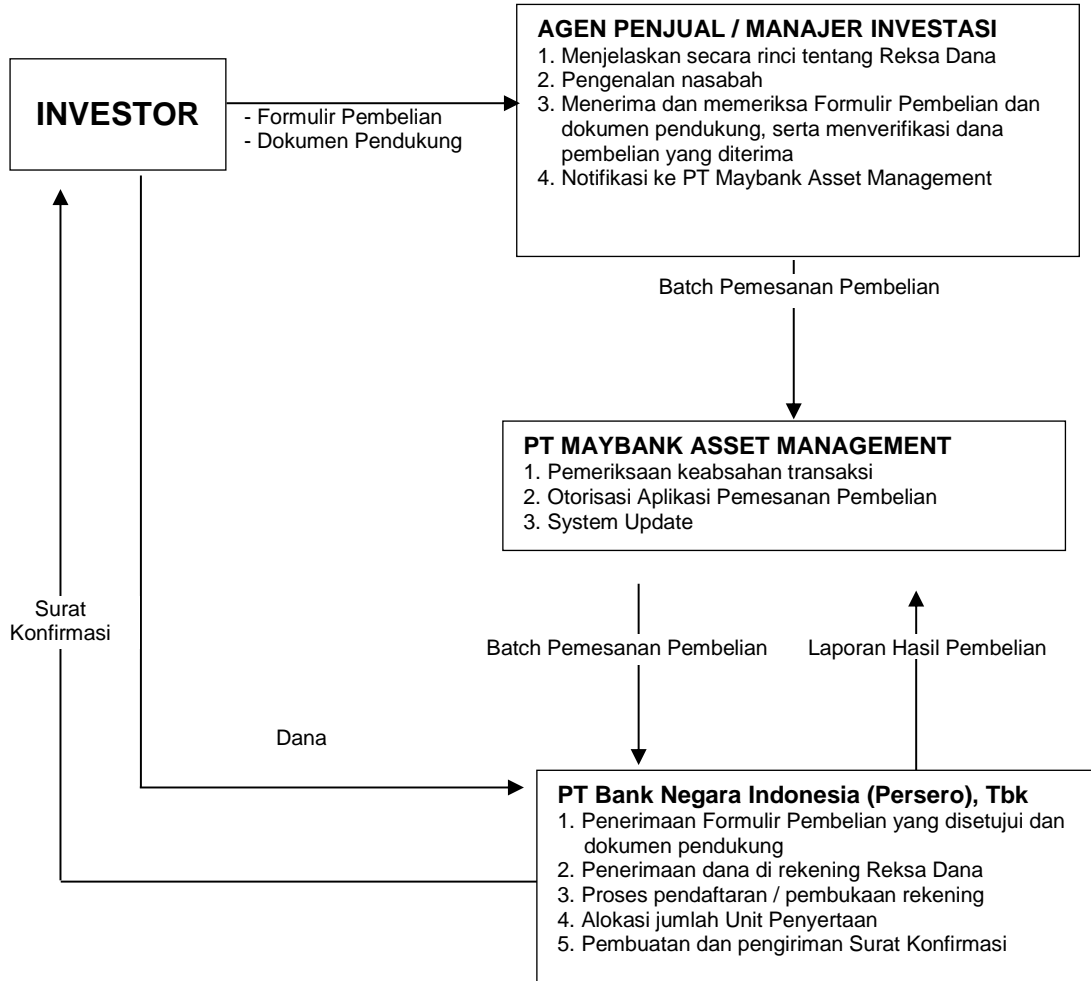 INVESTOR
- Formulir Pembelian
- Dokumen Pendukung
AGEN PENJUAL / MANAJER INVESTASI
1. Menjelaskan secara rinci tentang Reksa Dana
2. Pengenalan nasabah
3. Menerima dan memeriksa Formulir Pembelian dan
dokumen pendukung, serta menverifikasi dana
pembelian yang diterima
4. Notifikasi ke PT Maybank Asset Management
Batch Pemesanan Pembelian
PT MAYBANK ASSET MANAGEMENT
1. Pemeriksaan keabsahan transaksi
2. Otorisasi Aplikasi Pemesanan Pembelian
3. System Update
Surat
Konfirmasi
Batch Pemesanan Pembelian
Laporan Hasil Pembelian
Dana
PT Bank Negara Indonesia (Persero), Tbk
1. Penerimaan Formulir Pembelian yang disetujui dan
dokumen pendukung
2. Penerimaan dana di rekening Reksa Dana
3. Proses pendaftaran / pembukaan rekening
4. Alokasi jumlah Unit Penyertaan
5. Pembuatan dan pengiriman Surat Konfirmasi